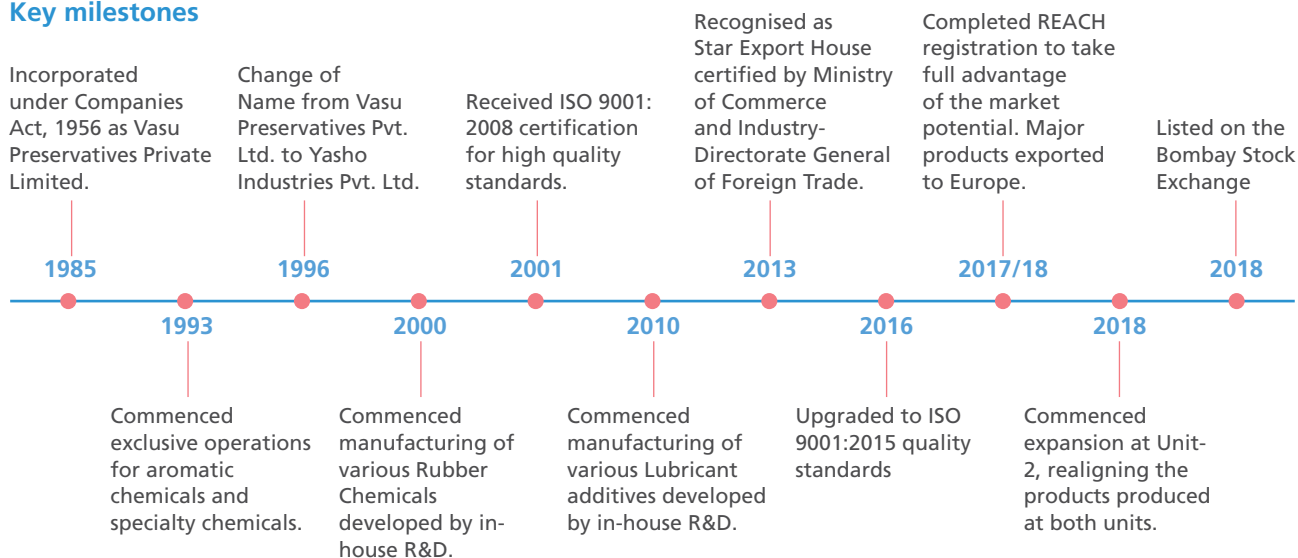 Key milestones
Incorporated
under Companies
Act, 1956 as Vasu
Preservatives Private
Limited.
1985
Commenced
exclusive operations
for aromatic
chemicals and
specialty chemicals.
1993
Change of
Name from Vasu
Preservatives Pvt.
Ltd. to Yasho
Industries Pvt. Ltd.
1996
Commenced
manufacturing of
various Rubber
Chemicals
developed by in-
house R&D.
2000
Received ISO 9001:
2008 certification
for high quality
standards.
2001
Commenced
manufacturing of
various Lubricant
additives developed
by in-house R&D.
2010
Recognised as
Star Export House
certified by Ministry
of Commerce
and Industry-
Directorate General
of Foreign Trade.
2013
Upgraded to ISO
9001:2015 quality
standards
2016
Completed REACH
registration to take
full advantage
of the market
potential. Major
products exported
to Europe.
2017/18
Commenced
expansion at Unit-
2, realigning the
products produced
at both units.
2018
Listed on the
Bombay Stock
Exchange
2018